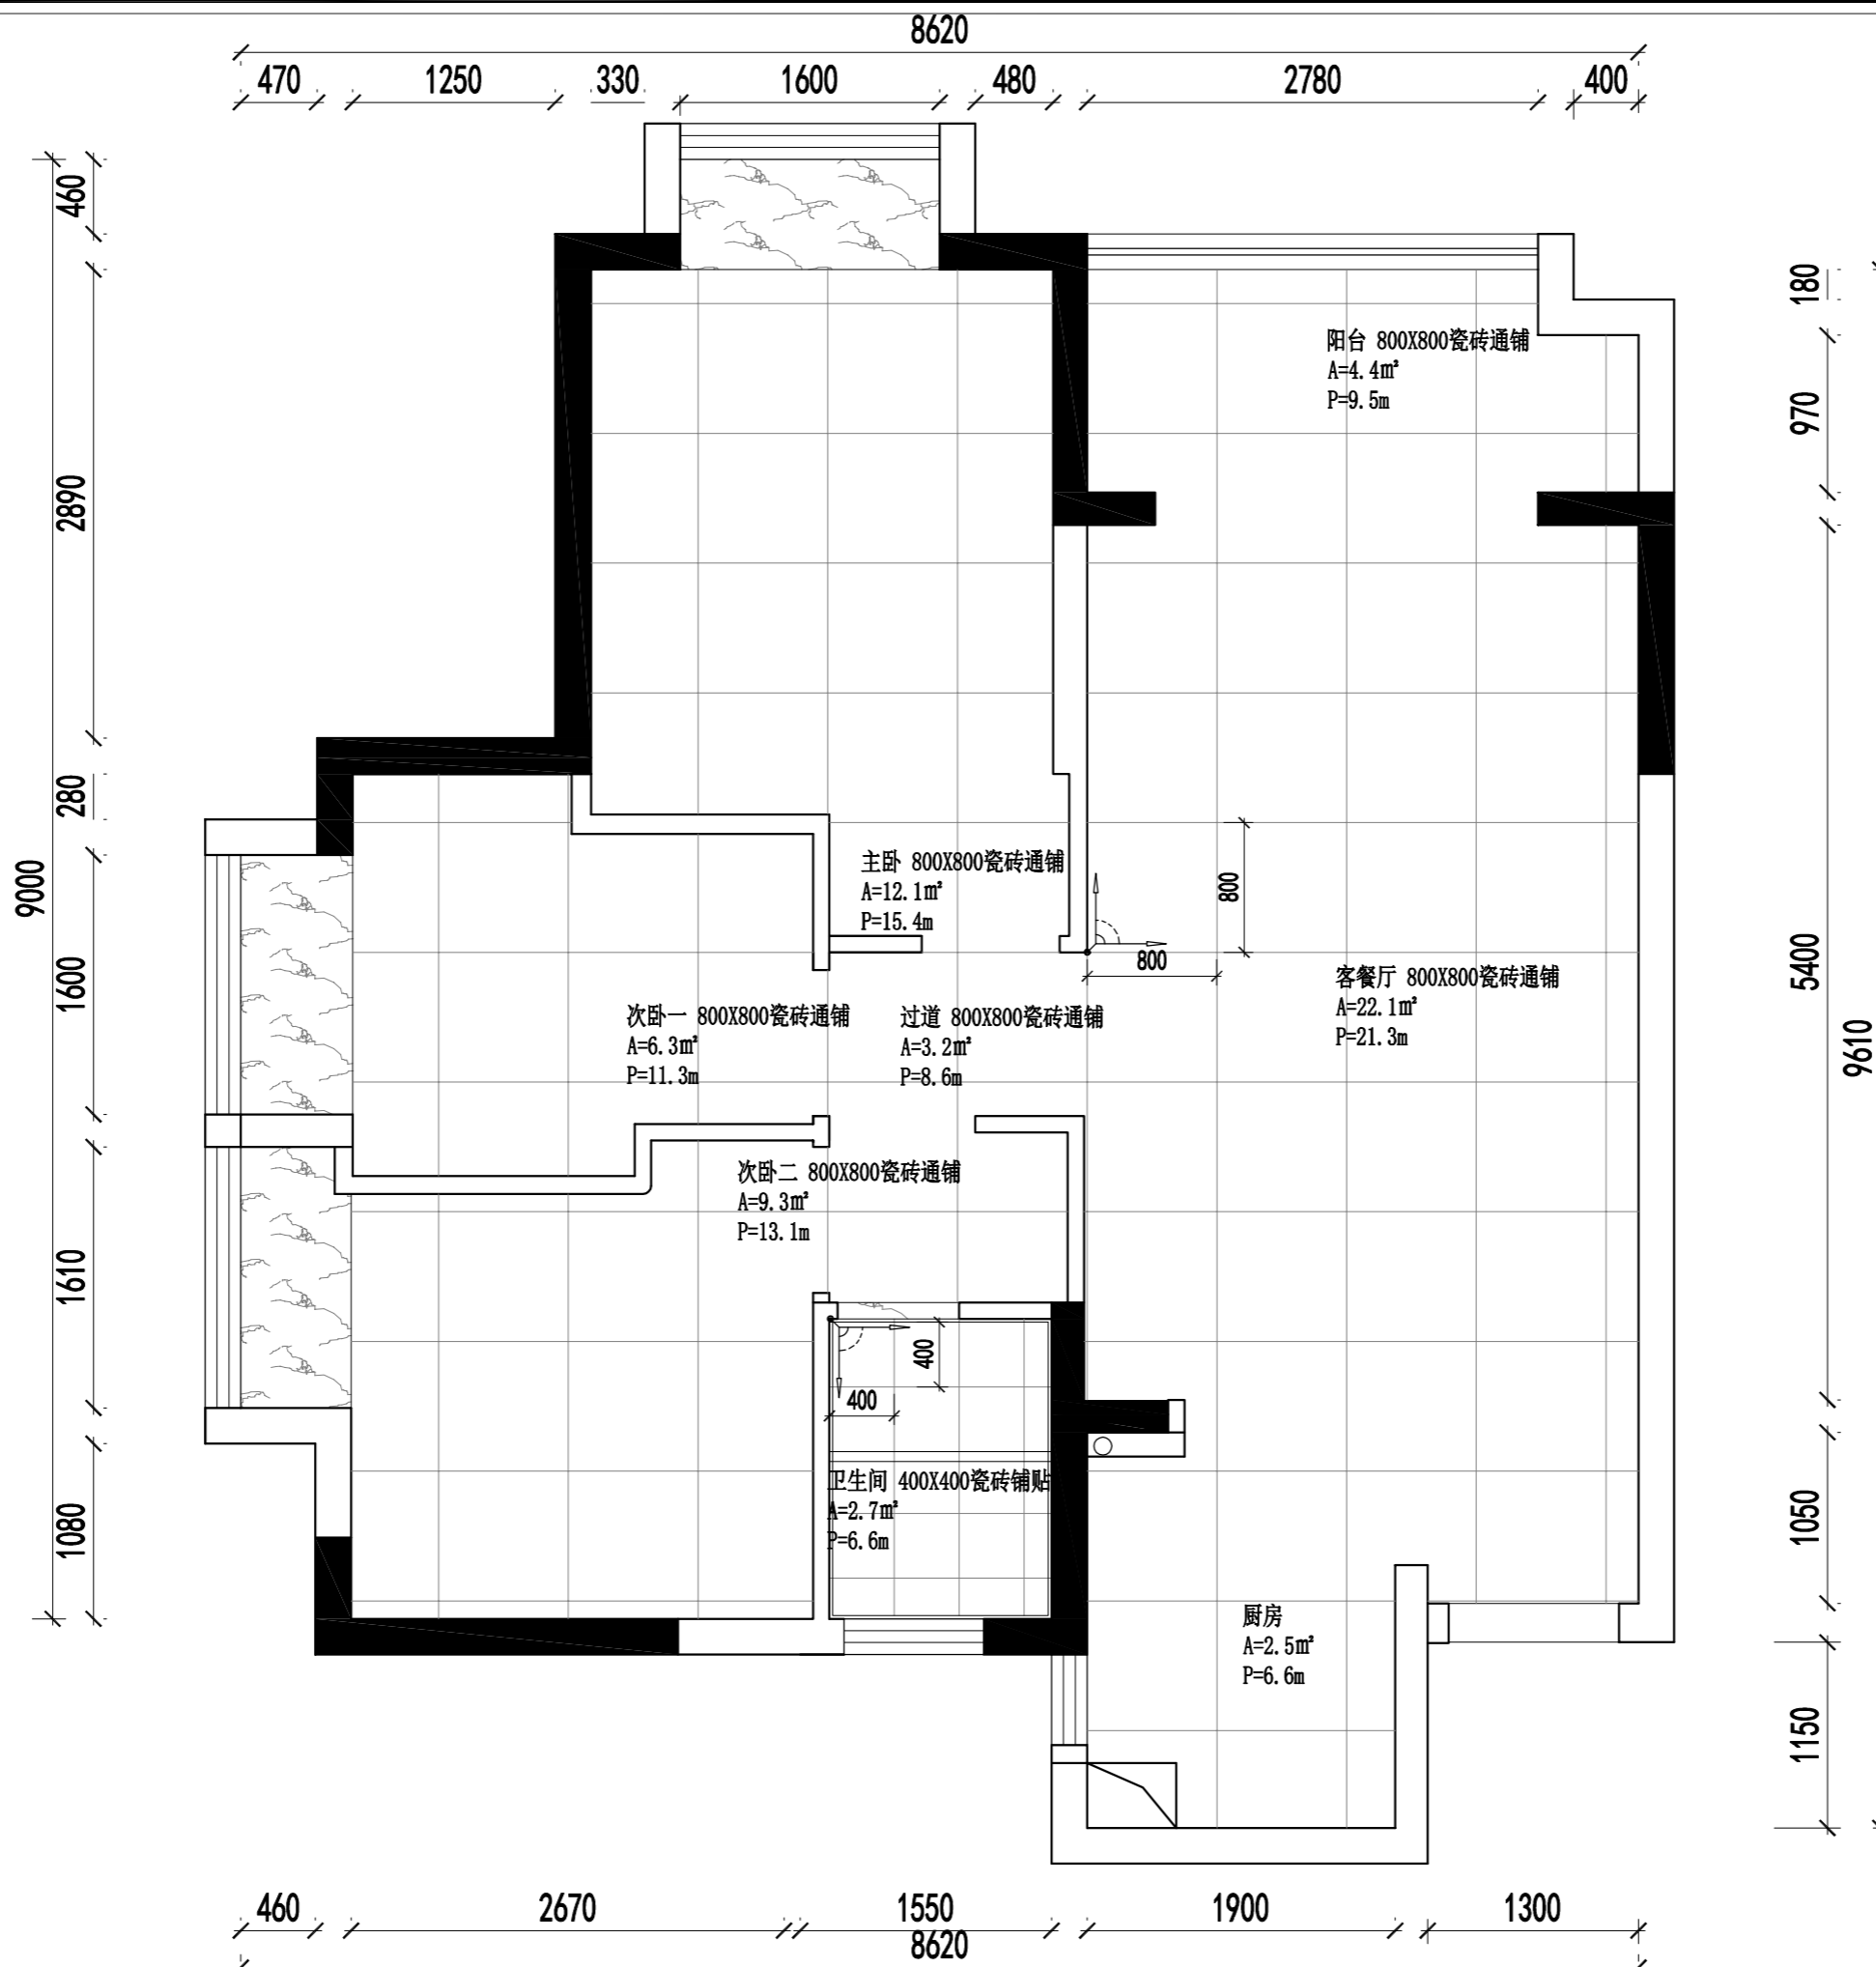 8620
470 1250 330 1600 480 2780 400
460
2890
280
1600
1610
1080
9000
180
970
5400
1050
1150
9610
阳台 800X800瓷砖通铺
A=4.4㎡
P=9.5m
主卧 800X800瓷砖通铺
A=12.1㎡
P=15.4m
800
800
客餐厅 800X800瓷砖通铺
A=22.1㎡
P=21.3m
次卧一 800X800瓷砖通铺
A=6.3㎡
P=11.3m
过道 800X800瓷砖通铺
A=3.2㎡
P=8.6m
次卧二 800X800瓷砖通铺
A=9.3㎡
P=13.1m
400
400
卫生间 400X400瓷砖铺贴
A=2.7㎡
P=6.6m
厨房
A=2.5㎡
P=6.6m
460 2670 1550 1900 1300
8620